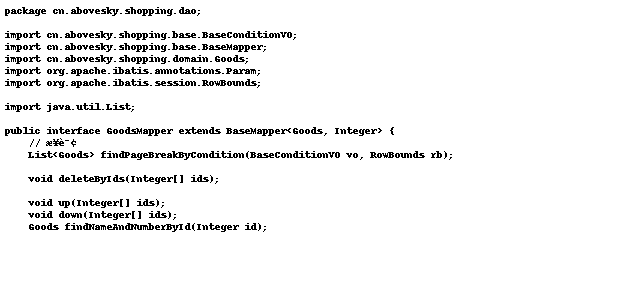 package cn.abovesky.shopping.dao;

import cn.abovesky.shopping.base.BaseConditionVO;
import cn.abovesky.shopping.base.BaseMapper;
import cn.abovesky.shopping.domain.Goods;
import org.apache.ibatis.annotations.Param;
import org.apache.ibatis.session.RowBounds;

import java.util.List;

public interface GoodsMapper extends BaseMapper<Goods, Integer> {
    // æ¥è¯¢
    List<Goods> findPageBreakByCondition(BaseConditionVO vo, RowBounds rb);

    void deleteByIds(Integer[] ids);

    void up(Integer[] ids);
    void down(Integer[] ids);
    Goods findNameAndNumberById(Integer id);